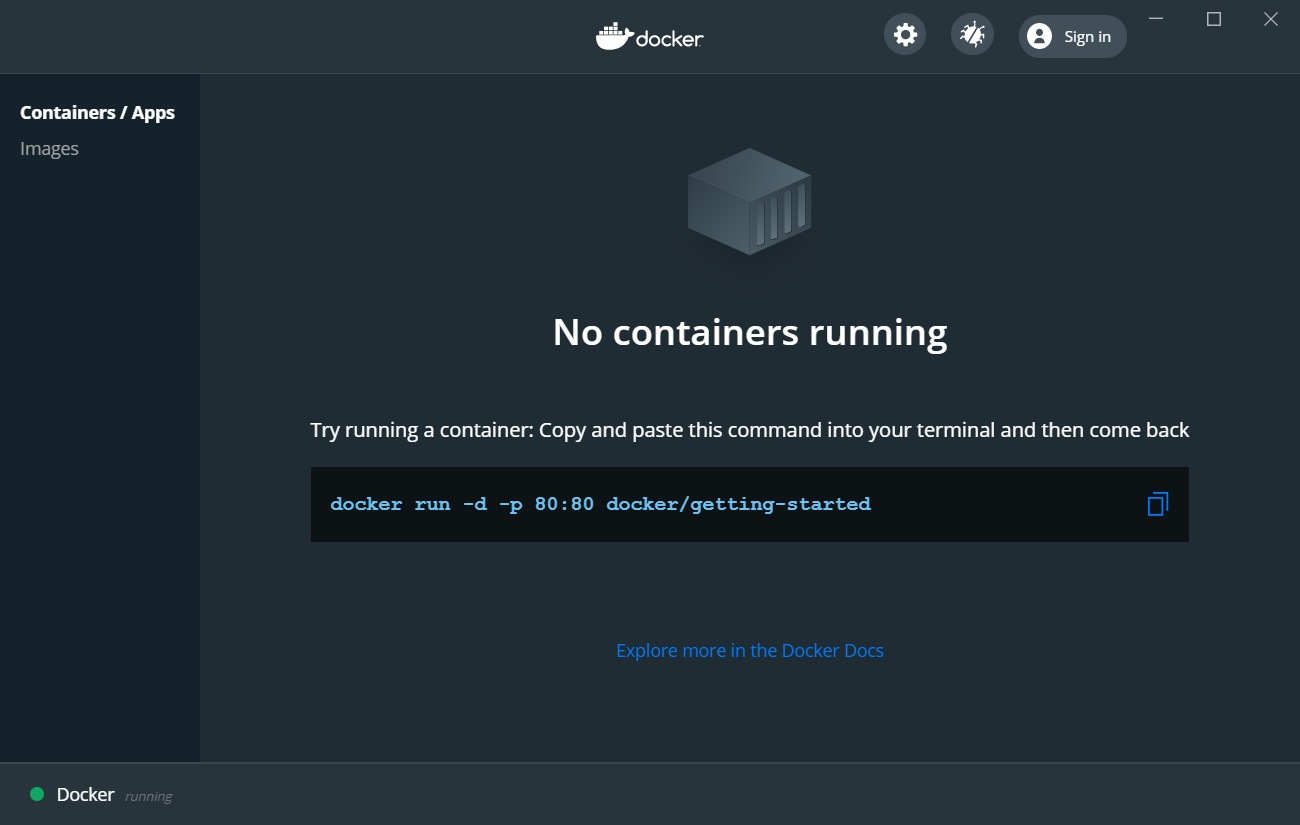 docker
Sign in
Containers / Apps
Images
No containers running
Try running a container: Copy and paste this command into your terminal and then come back
docker run -d -p 80:80 docker/getting-started
Explore more in the Docker Docs
Docker running